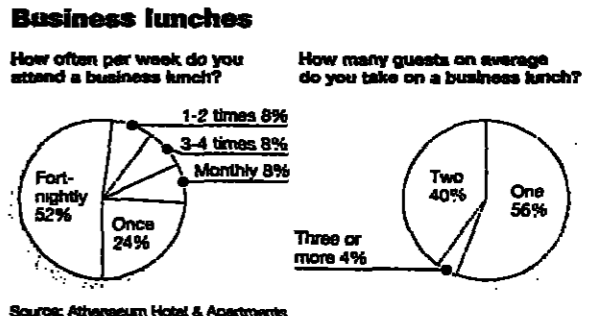 Business lunches
How often per week do you
attend a business lunch?
1-2 times 8%
3-4 times 8%
Monthly 8%
Fort-
nightly
52%
Once
24%
How many guests on average
do you take on a business lunch?
Two
40%
One
56%
Three or
more 4%
Source: Athenaeum Hotel & Apartments